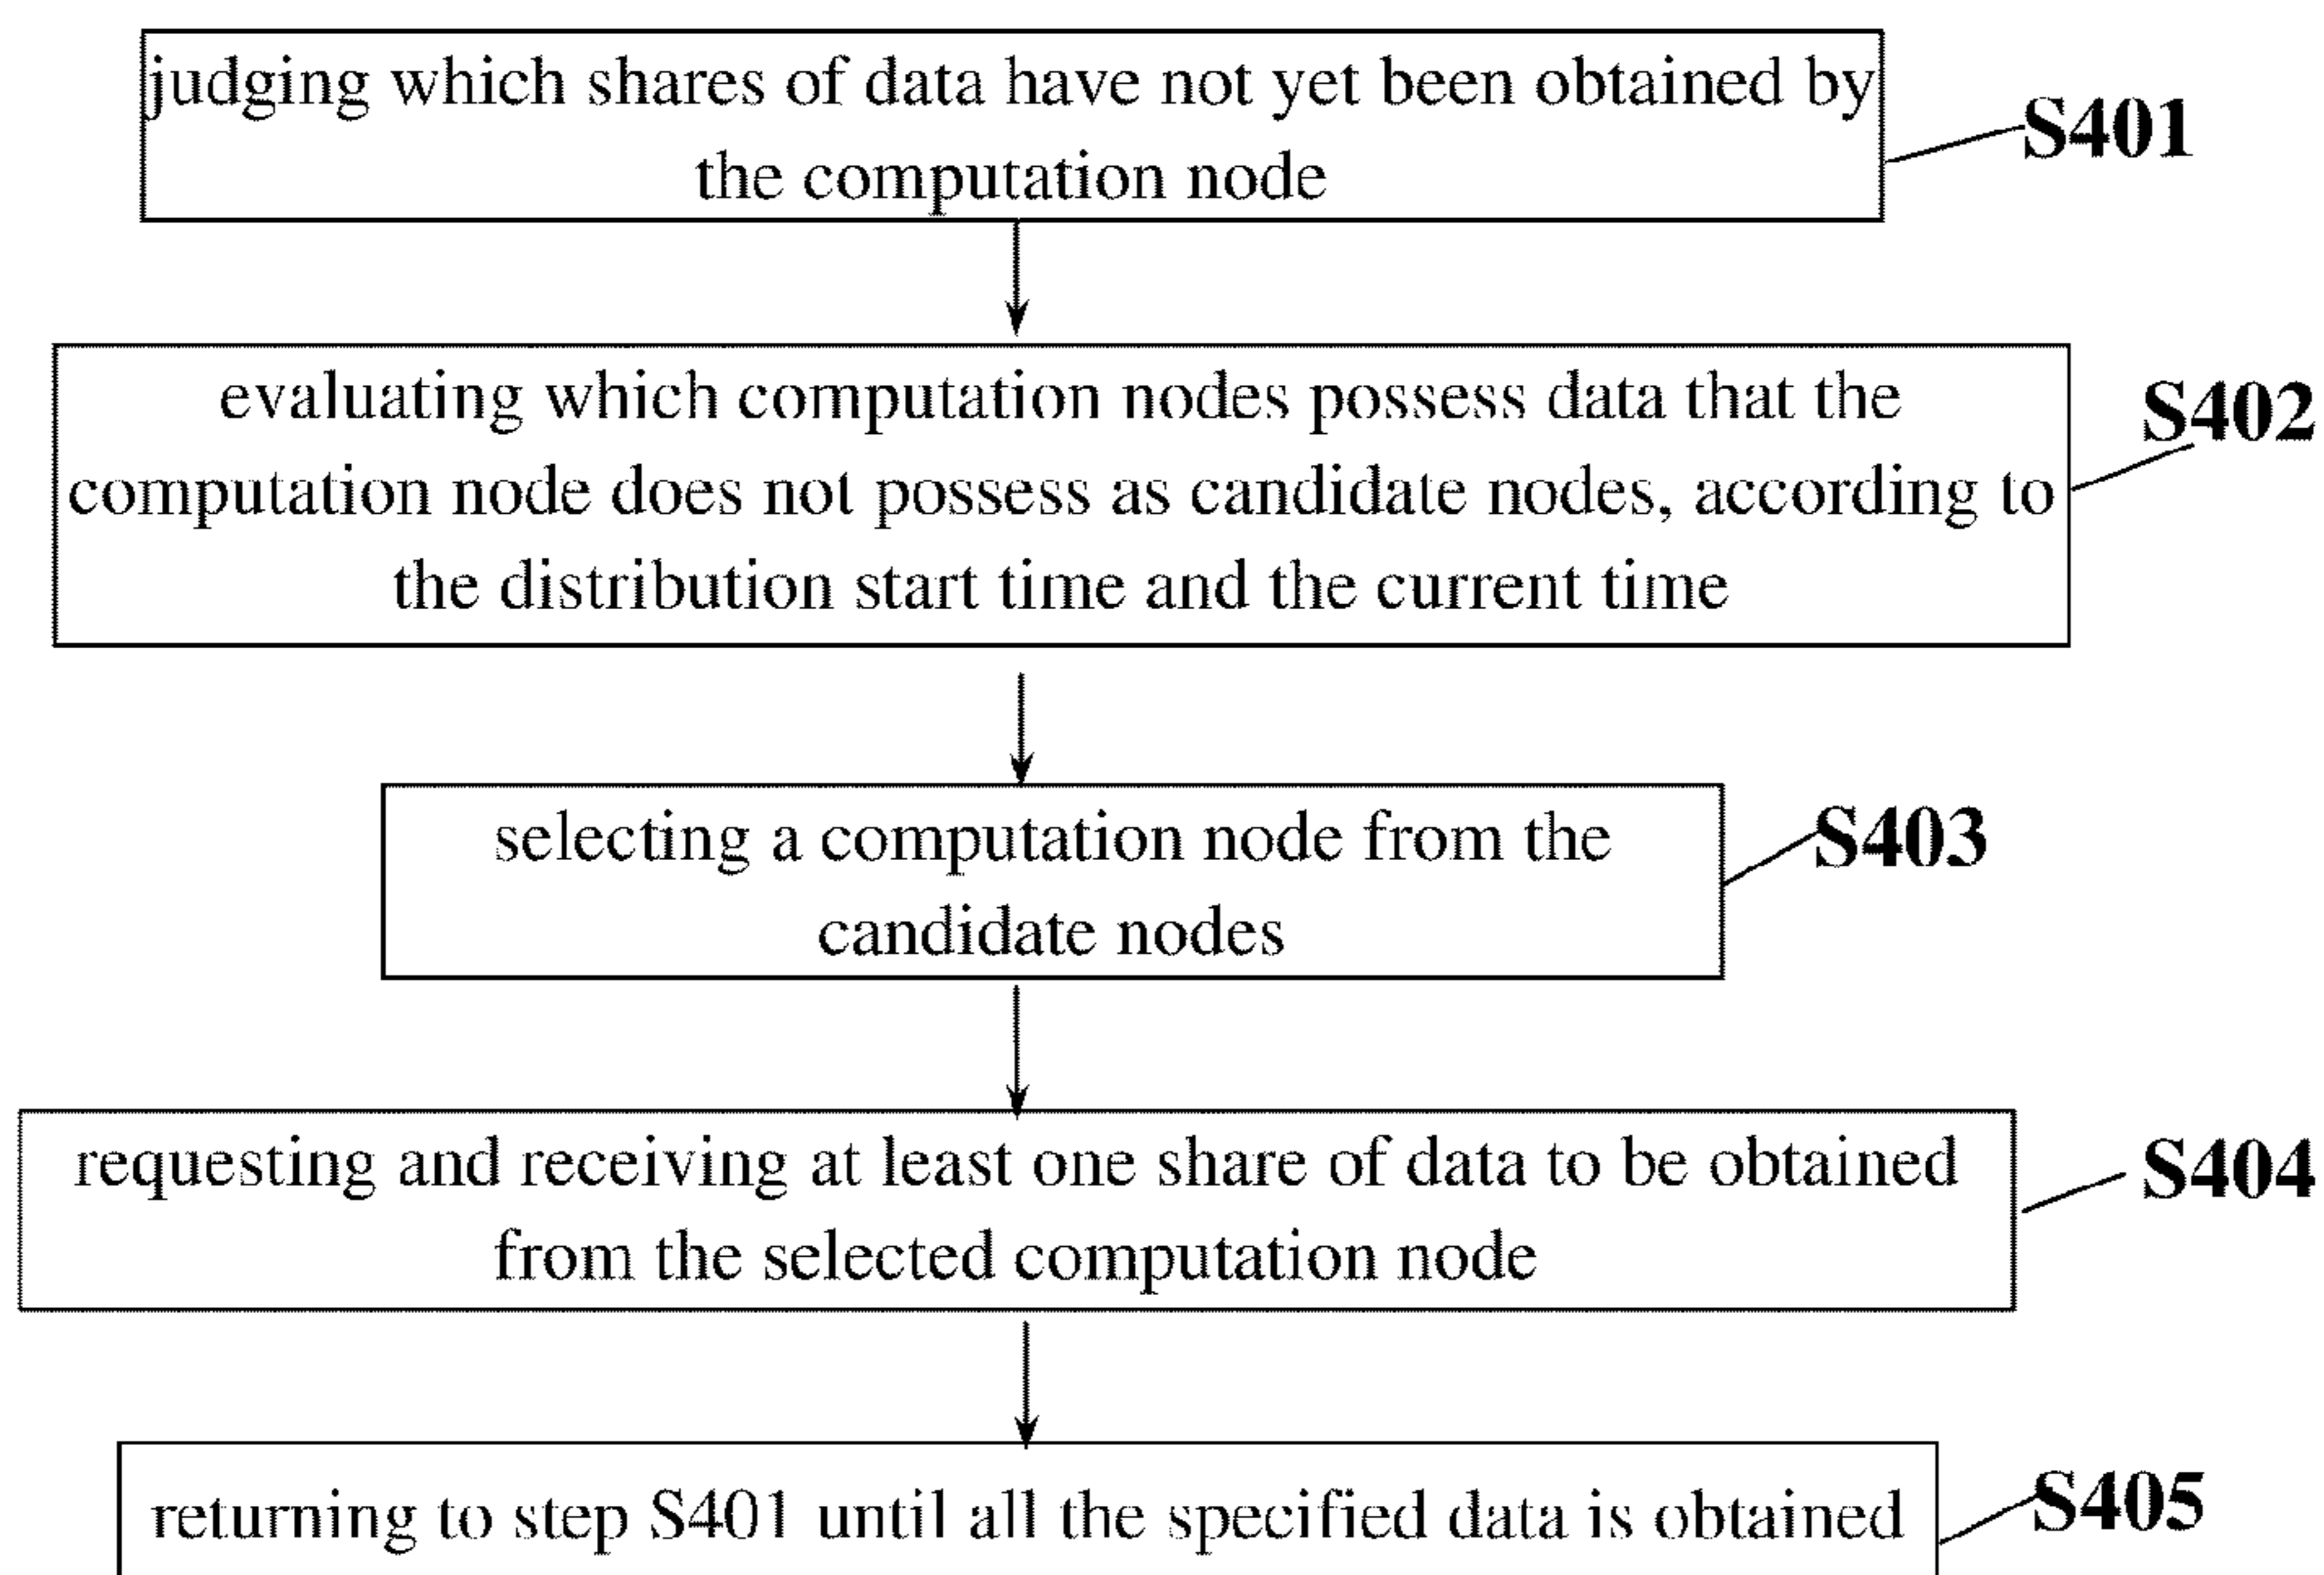 judging which shares of data have not yet been obtained by
the computation node
S401
evaluating which computation nodes possess data that the
computation node does not possess as candidate nodes, according to
the distribution start time and the current time
S402
selecting a computation node from the
candidate nodes
S403
requesting and receiving at least one share of data to be obtained
from the selected computation node
S404
returning to step S401 until all the specified data is obtained
S405